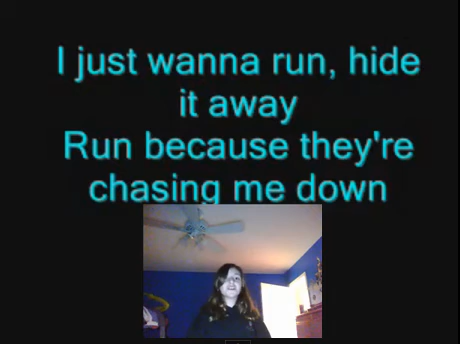 I just wanna run, hide
it away
Run because they're
chasing me down